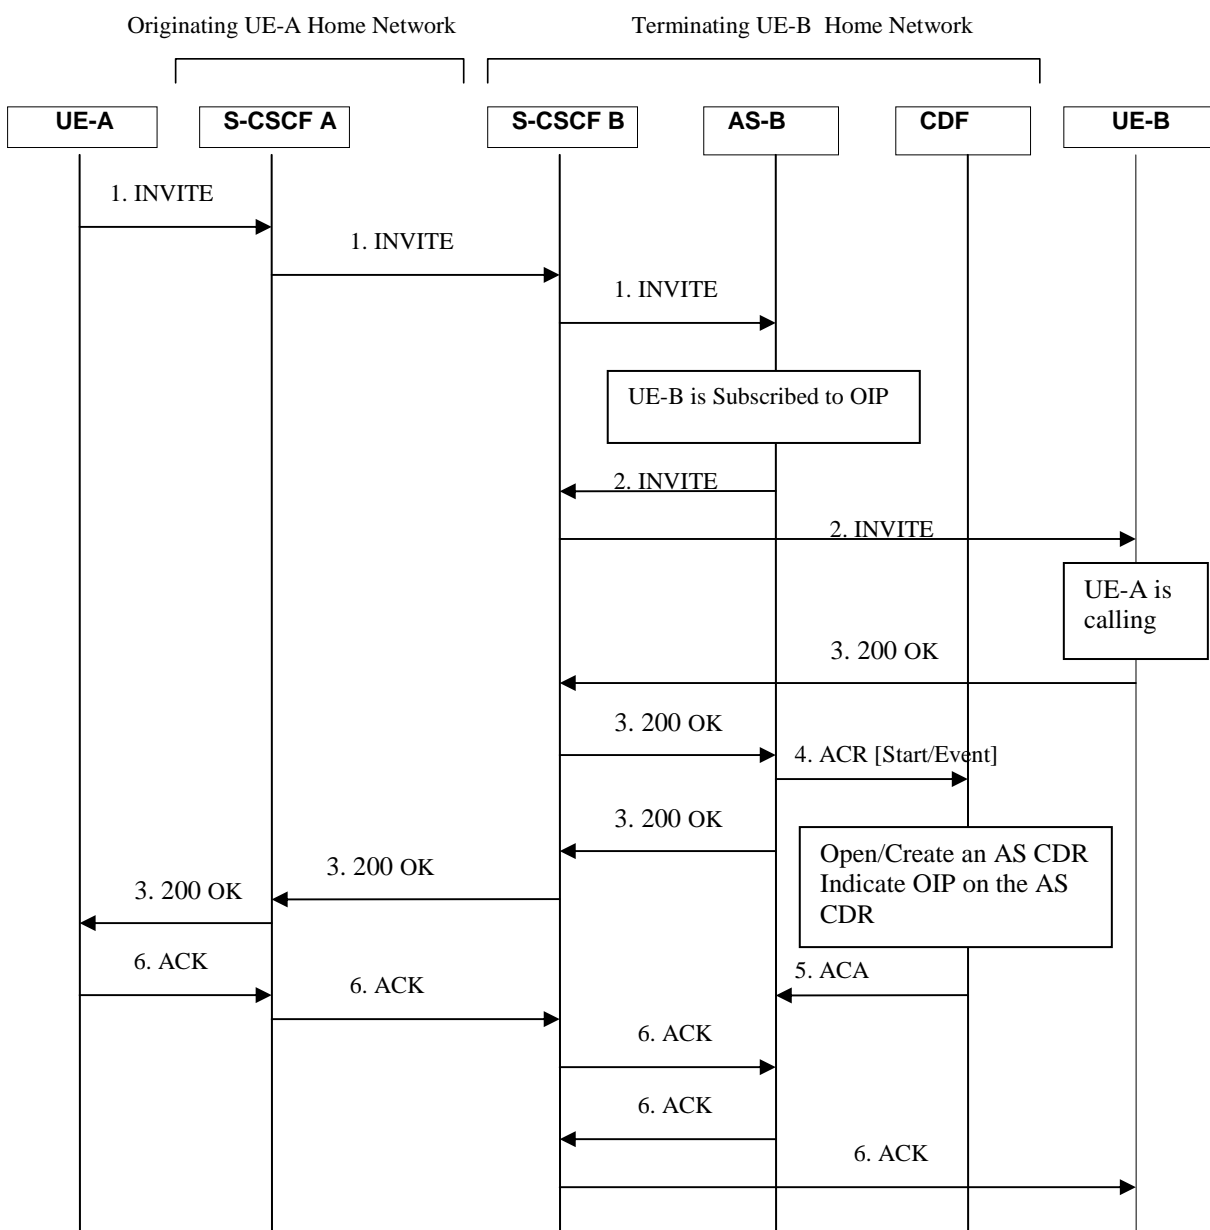 Originating UE-A Home Network
Terminating UE-B Home Network
UE-A
S-CSCF A
S-CSCF B
AS-B
CDF
UE-B
1. INVITE
1. INVITE
1. INVITE
UE-B is Subscribed to OIP
2. INVITE
2. INVITE
UE-A is
calling
3. 200 OK
3. 200 OK
4. ACR [Start/Event]
3. 200 OK
Open/Create an AS CDR
Indicate OIP on the AS
CDR
3. 200 OK
3. 200 OK
6. ACK
5. ACA
6. ACK
6. ACK
6. ACK
6. ACK